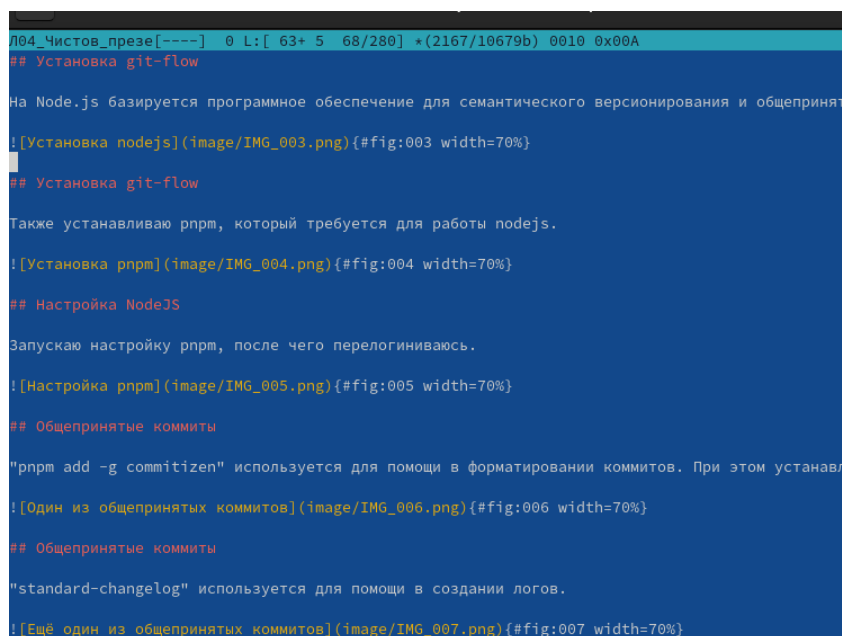 Л04_Чистов_презе[----]  0 L:[ 63+ 5  68/280] *(2167/10679b) 0010 0x00A
## Установка git-flow
На Node.js базируется программное обеспечение для семантического версионирования и общепринят
![Установка nodejs](image/IMG_003.png){#fig:003 width=70%}
## Установка git-flow
Также устанавливаю pnpm, который требуется для работы nodejs.
![Установка pnpm](image/IMG_004.png){#fig:004 width=70%}
## Настройка NodeJS
Запускаю настройку pnpm, после чего перелогиниваюсь.
![Настройка pnpm](image/IMG_005.png){#fig:005 width=70%}
## Общепринятые коммиты
"pnpm add -g commitizen" используется для помощи в форматировании коммитов. При этом устанавл
![Один из общепринятых коммитов](image/IMG_006.png){#fig:006 width=70%}
## Общепринятые коммиты
"standard-changelog" используется для помощи в создании логов.
![Ещё один из общепринятых коммитов](image/IMG_007.png){#fig:007 width=70%}